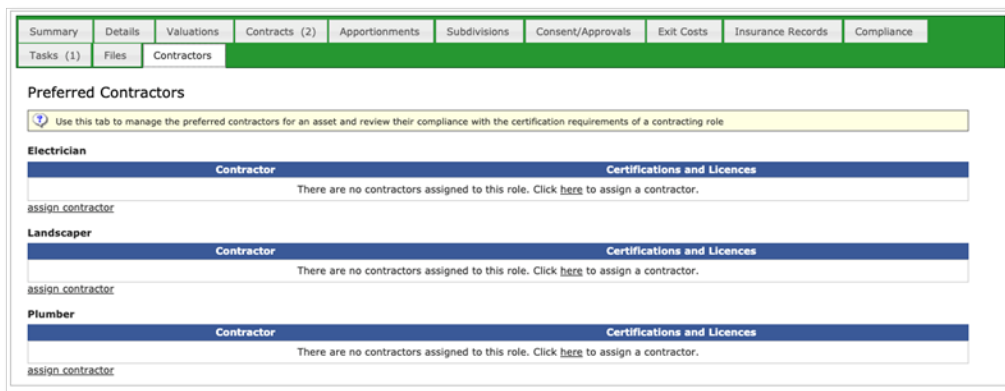 Summary Details Valuations Contracts (2) Apportionments Subdivisions Consent/Approvals Exit Costs Insurance Records Compliance
Tasks (1) Files Contractors
Preferred Contractors
Use this tab to manage the preferred contractors for an asset and review their compliance with the certification requirements of a contracting role
Electrician
Contractor Certifications and Licences
There are no contractors assigned to this role. Click here to assign a contractor.
assign contractor
Landscaper
Contractor Certifications and Licences
There are no contractors assigned to this role. Click here to assign a contractor.
assign contractor
Plumber
Contractor Certifications and Licences
There are no contractors assigned to this role. Click here to assign a contractor.
assign contractor